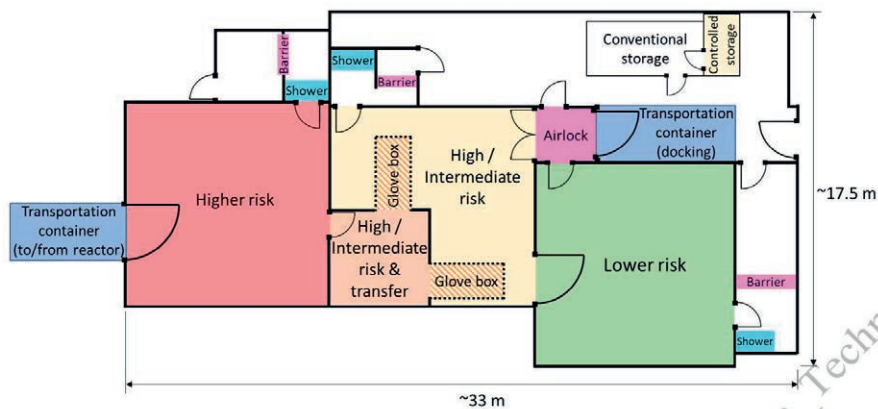 Conventional
storage
Controlled
storage
Barrier
Shower
Shower
Barrier
Airlock
Transportation
container
(docking)
High /
Intermediate
risk
Glove box
Higher risk
~17.5 m
Transportation
container
(to/from reactor)
High /
Intermediate
risk &
transfer
Glove box
Lower risk
Barrier
Shower
~33 m